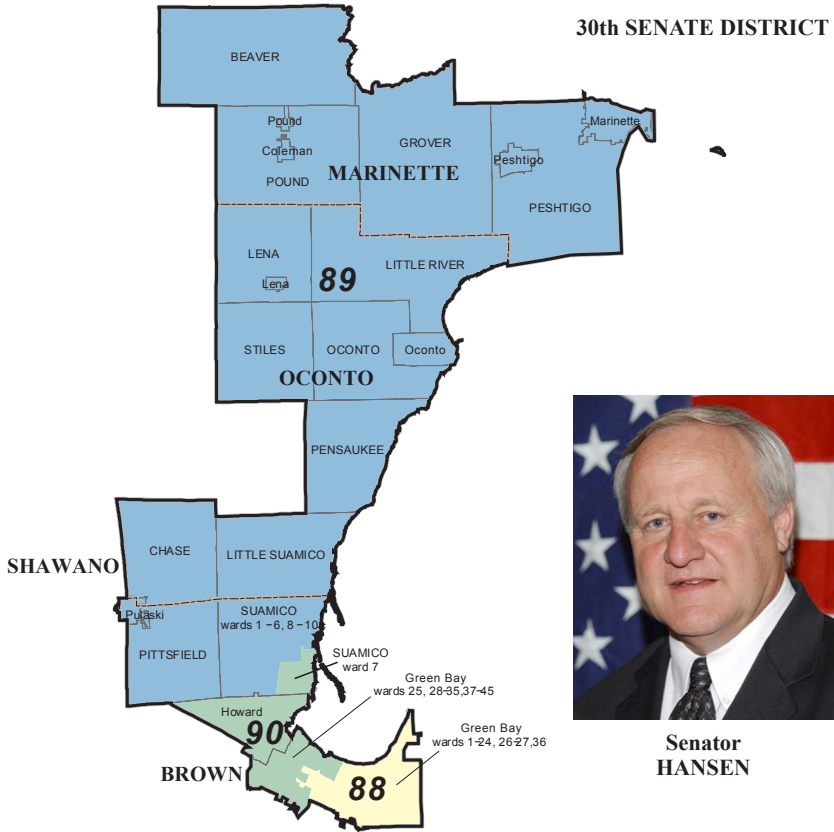 30th SENATE DISTRICT
BEAVER
Pound
Coleman
POUND
GROVER
MARINETTE
Marinette
Peshtigo
PESHTIGO
LENA
Lena
89
LITTLE RIVER
STILES
OCONTO
Oconto
OCONTO
PENSAUKEE
SHAWANO
CHASE
LITTLE SUAMICO
Pulaski
SUAMICO
wards 1-6, 8-10
PITTSFIELD
SUAMICO
ward 7
Green Bay
wards 25, 28-35,37-45
Howard
90
Green Bay
wards 1-24, 26-27,36
BROWN
88
Senator
HANSEN